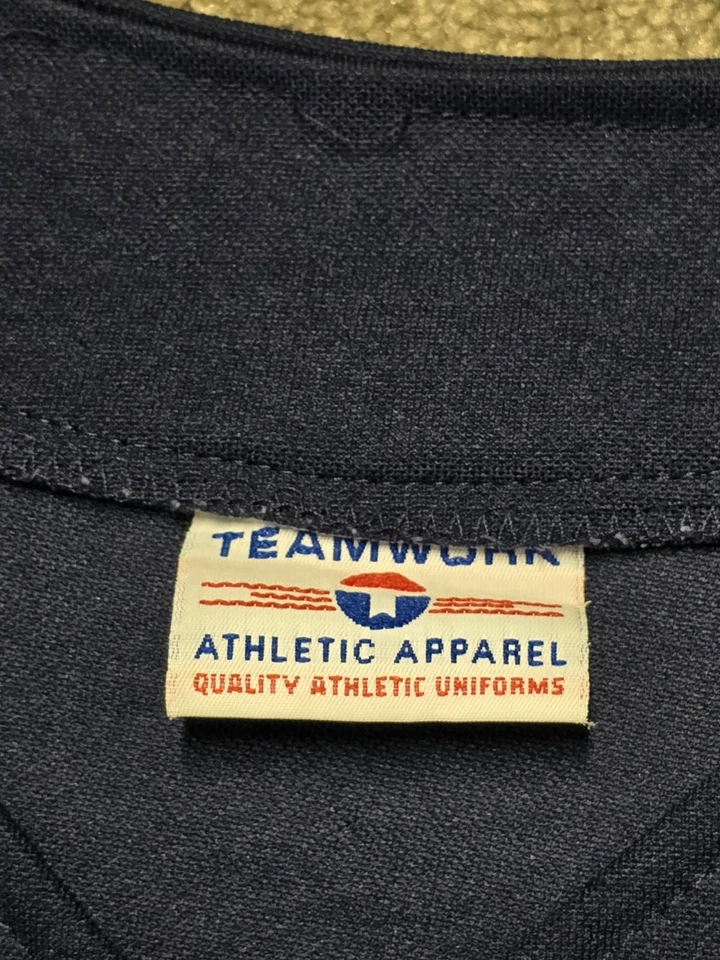 TEAMWORK
ATHLETIC APPAREL
QUALITY ATHLETIC UNIFORMS